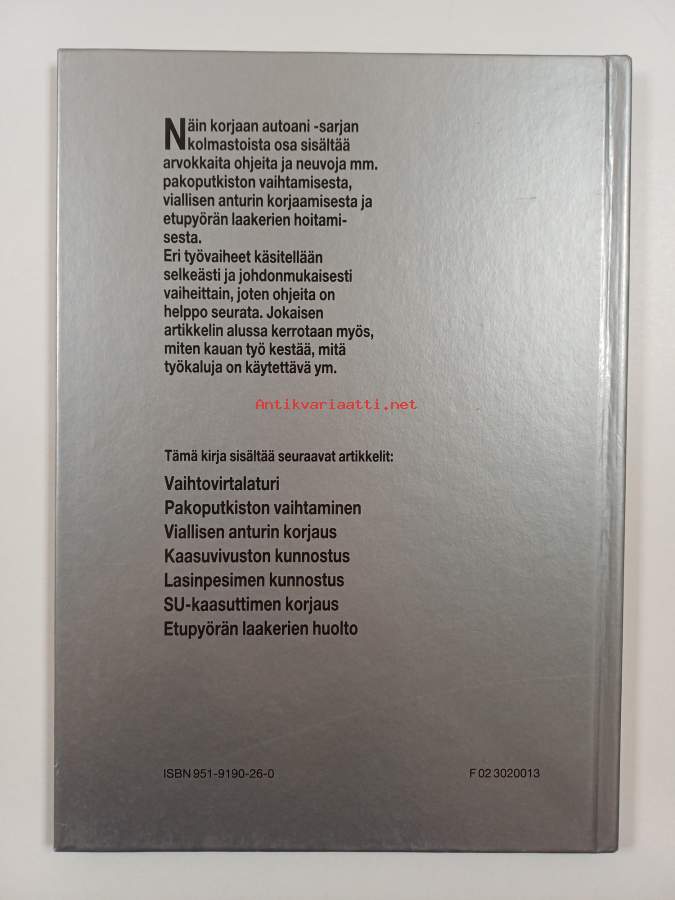 Näin korjaan autoani -sarjan
kolmastoista osa sisältää
arvokkaita ohjeita ja neuvoja mm.
pakoputkiston vaihtamisesta,
viallisen anturin korjaamisesta ja
etupyörän laakerien hoitami-
sesta.
Eri työvaiheet käsitellään
selkeästi ja johdonmukaisesti
vaiheittain, joten ohjeita on
helppo seurata. Jokaisen
artikkelin alussa kerrotaan myös,
miten kauan työ kestää, mitä
työkaluja on käytettävä ym.
Antikvariaatti.net
Tämä kirja sisältää seuraavat artikkelit:
Vaihtovirtalaturi
Pakoputkiston vaihtaminen
Viallisen anturin korjaus
Kaasuvivuston kunnostus
Lasinpesimen kunnostus
SU-kaasuttimen korjaus
Etupyörän laakerien huolto
ISBN 951-9190-26-0
F 02 3020013